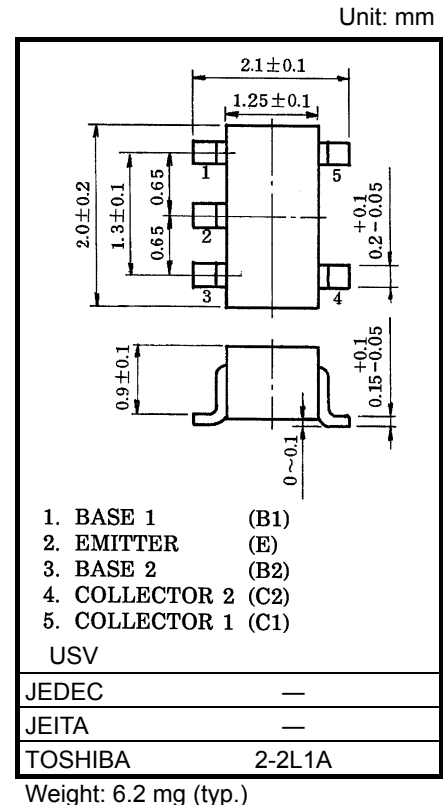 Unit: mm
2.1±0.1
1.25±0.1
2.0±0.2
1.3±0.1
0.65
0.65
1
2
3
5
4
+0.1
0.2-0.05
0.9±0.1
+0.1
0.15-0.05
0~0.1
1. BASE 1 (B1)
2. EMITTER (E)
3. BASE 2 (B2)
4. COLLECTOR 2 (C2)
5. COLLECTOR 1 (C1)
USV
JEDEC —
JEITA —
TOSHIBA 2-2L1A
Weight: 6.2 mg (typ.)